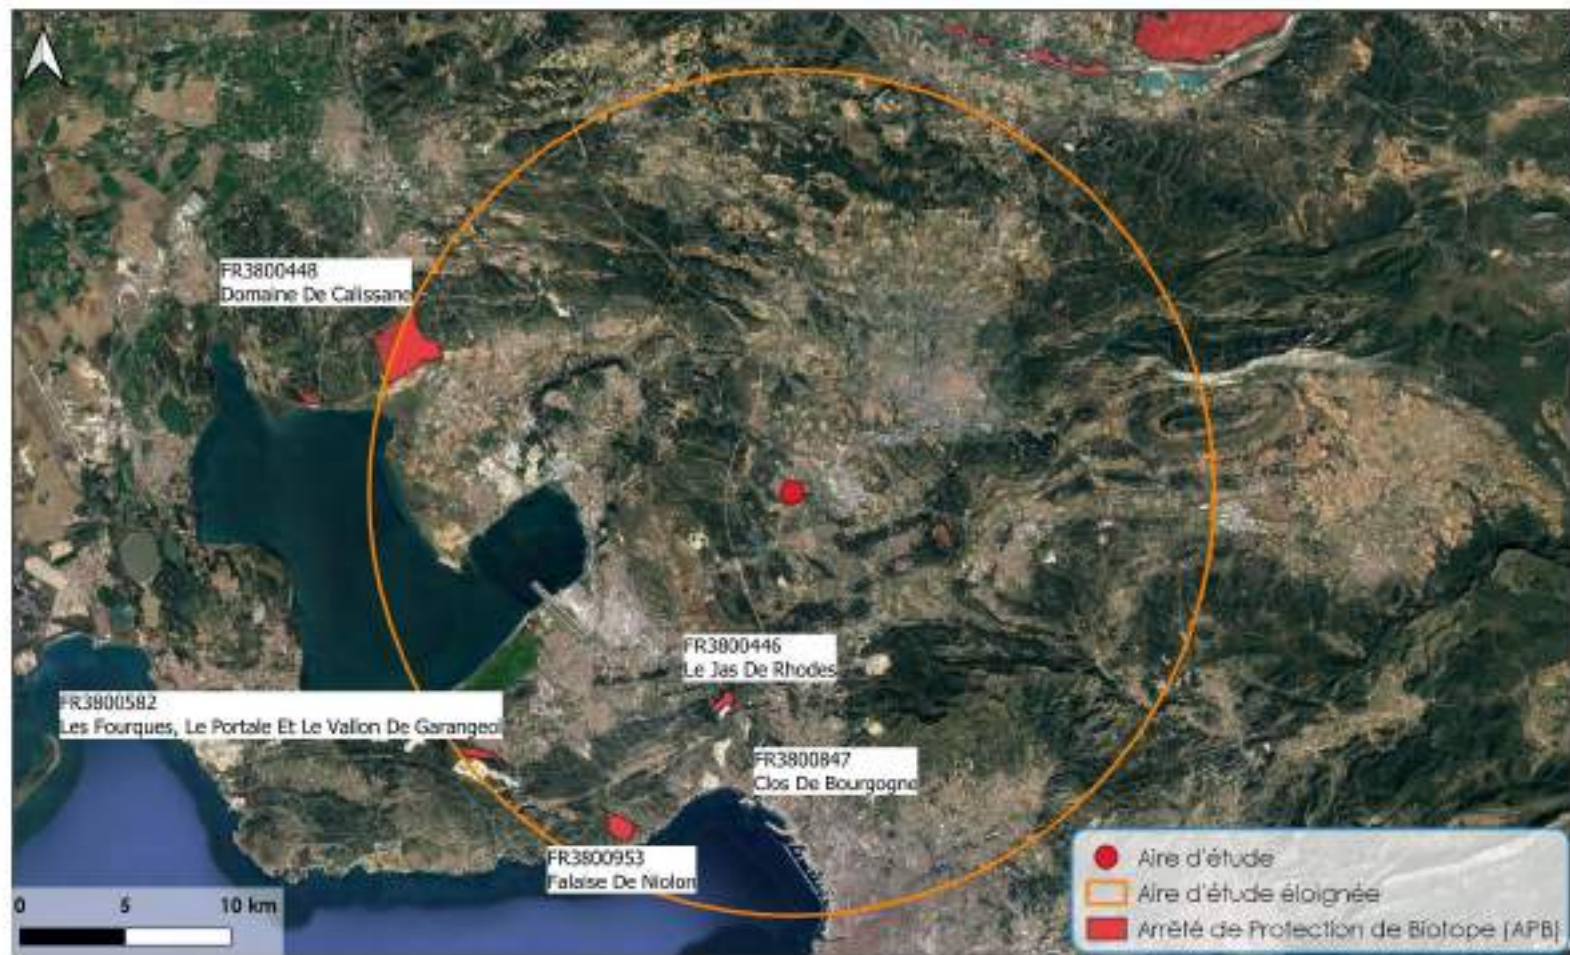 FR3800448
Domaine De Calissane
FR3800446
Le Jas De Rhodes
FR3800582
Les Fourques, Le Portale Et Le Vallon De Garangeol
FR3800847
Clos De Bourgogne
FR3800953
Falaise De Niolon
0 5 10 km
Aire d'étude
Aire d'étude éloignée
Arrêté de Protection de Biotope (APB)